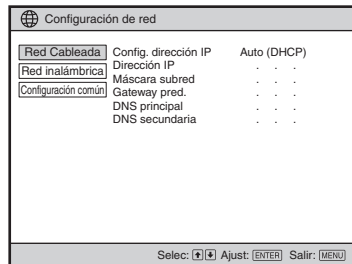 Configuración de red
Red Cableada
Red inalámbrica
Configuración común
Config. dirección IP Auto (DHCP)
Dirección IP . . .
Máscara subred . . .
Gateway pred. . . .
DNS principal . . .
DNS secundaria . . .
Selec: ↑ ↓ Ajust: ENTER Salir: MENU